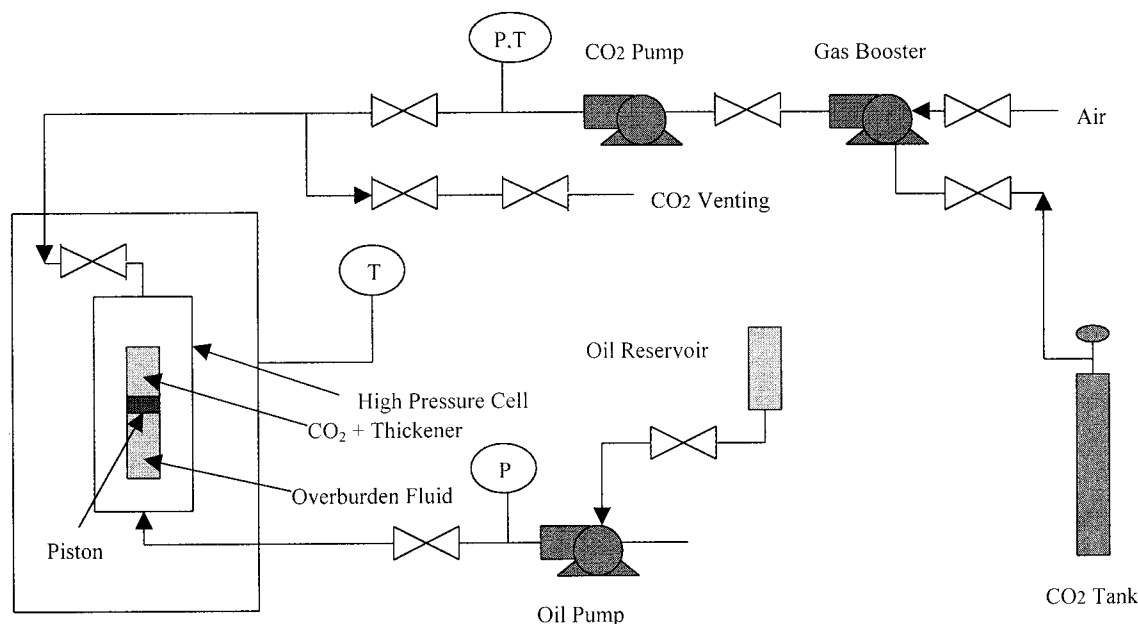 P,T
CO2 Pump
Gas Booster
Air
CO2 Venting
T
Oil Reservoir
High Pressure Cell
CO₂ + Thickener
P
Overburden Fluid
Piston
Oil Pump
CO2 Tank